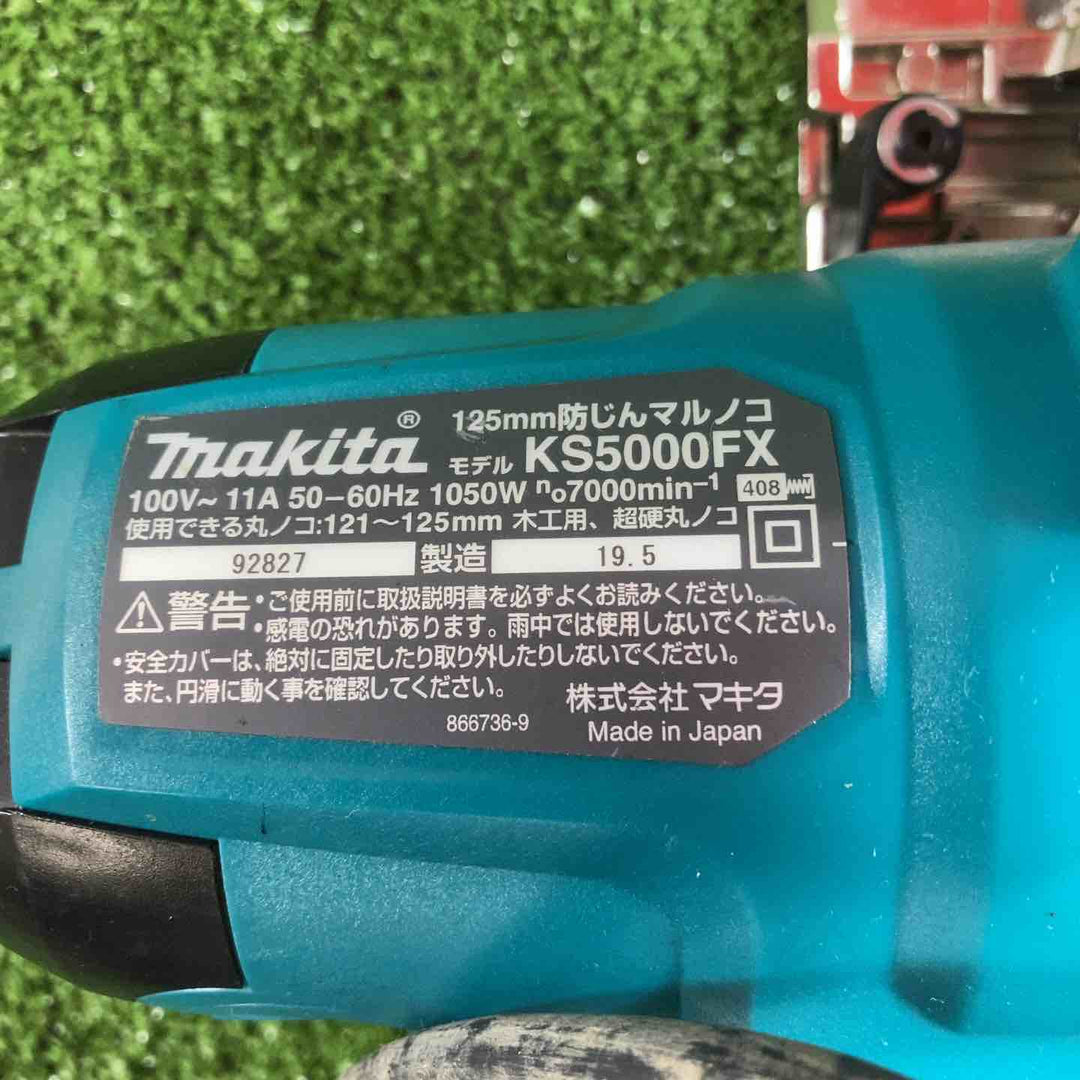 makita® 125mm防じんマルノコ
モデル KS5000FX
100V~ 11A 50-60Hz 1050W n₀7000min⁻¹ 408
使用できる丸ノコ:121～125mm 木工用、超硬丸ノコ
92827 製造 19.5
警告 ・ご使用前に取扱説明書を必ずよくお読みください。
・感電の恐れがあります。雨中では使用しないでください。
・安全カバーは、絶対に固定したり取り外したりしないでください。
また、円滑に動く事を確認してください。
866736-9 株式会社 マキタ
Made in Japan